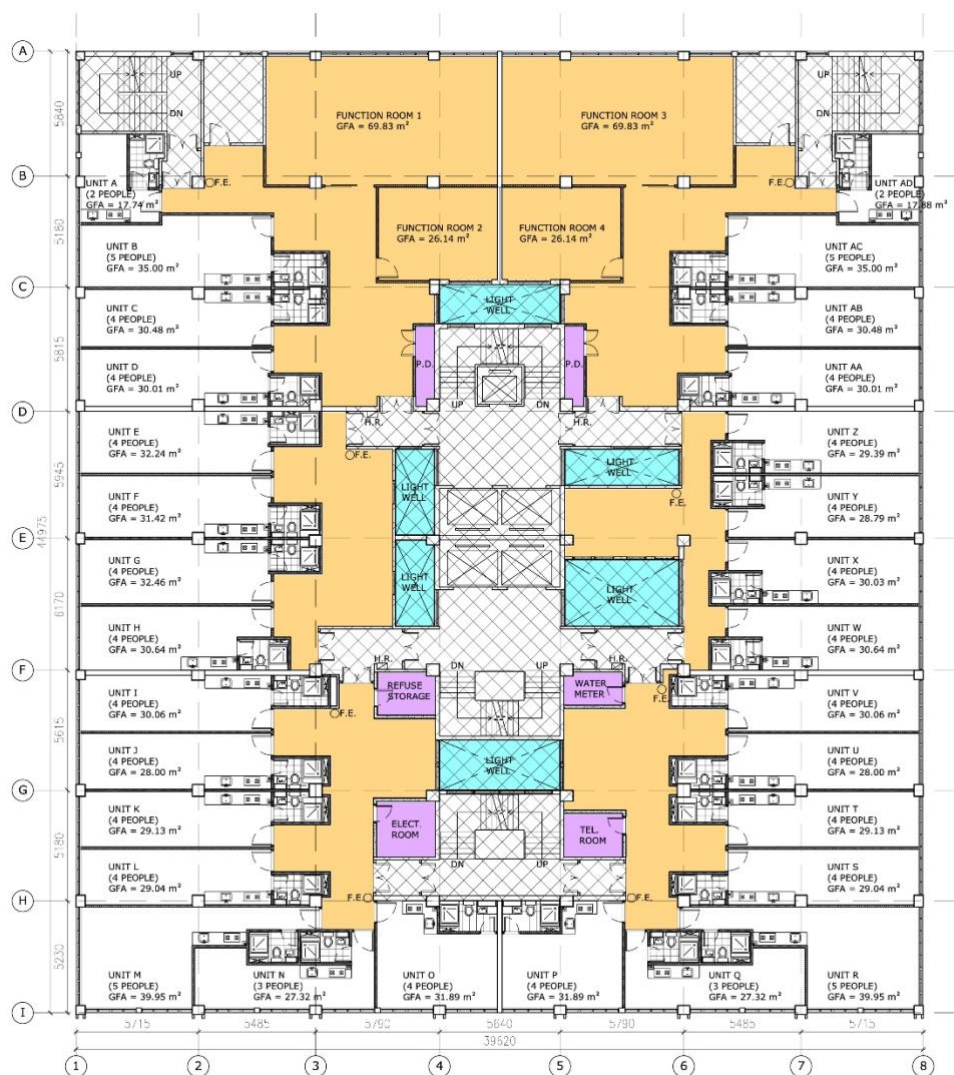 A
UP
UP
FUNCTION ROOM 1
GFA = 69.83 m²
FUNCTION ROOM 3
GFA = 69.83 m²
5840
DN
DN
B
F.E.
F.E.
UNIT A
(2 PEOPLE)
GFA = 17.74 m²
UNIT AD
(2 PEOPLE)
GFA = 17.88 m²
5180
FUNCTION ROOM 2
GFA = 26.14 m²
FUNCTION ROOM 4
GFA = 26.14 m²
UNIT B
(5 PEOPLE)
GFA = 35.00 m²
UNIT AC
(5 PEOPLE)
GFA = 35.00 m²
C
LIGHT
WELL
UNIT C
(4 PEOPLE)
GFA = 30.48 m²
UNIT AB
(4 PEOPLE)
GFA = 30.48 m²
5815
UNIT D
(4 PEOPLE)
GFA = 30.01 m²
P.D.
P.D.
UNIT AA
(4 PEOPLE)
GFA = 30.01 m²
UP
DN
D
H.R.
H.R.
UNIT E
(4 PEOPLE)
GFA = 32.24 m²
UNIT Z
(4 PEOPLE)
GFA = 29.39 m²
F.E.
5945
LIGHT
WELL
LIGHT
WELL
UNIT F
(4 PEOPLE)
GFA = 31.42 m²
F.E.
UNIT Y
(4 PEOPLE)
GFA = 28.79 m²
44975
E
UNIT G
(4 PEOPLE)
GFA = 32.46 m²
UNIT X
(4 PEOPLE)
GFA = 30.03 m²
LIGHT
WELL
LIGHT
WELL
6170
UNIT H
(4 PEOPLE)
GFA = 30.64 m²
UNIT W
(4 PEOPLE)
GFA = 30.64 m²
H.R.
DN
UP
H.R.
F
UNIT I
(4 PEOPLE)
GFA = 30.06 m²
REFUSE
STORAGE
WATER
METER
UNIT V
(4 PEOPLE)
GFA = 30.06 m²
F.E.
F.E.
5615
UNIT J
(4 PEOPLE)
GFA = 28.00 m²
LIGHT
WELL
UNIT U
(4 PEOPLE)
GFA = 28.00 m²
G
UNIT K
(4 PEOPLE)
GFA = 29.13 m²
ELECT.
ROOM
TEL.
ROOM
UNIT T
(4 PEOPLE)
GFA = 29.13 m²
5180
UNIT L
(4 PEOPLE)
GFA = 29.04 m²
DN
UP
UNIT S
(4 PEOPLE)
GFA = 29.04 m²
H
F.E.
F.E.
5230
UNIT M
(5 PEOPLE)
GFA = 39.95 m²
UNIT N
(3 PEOPLE)
GFA = 27.32 m²
UNIT O
(4 PEOPLE)
GFA = 31.89 m²
UNIT P
(4 PEOPLE)
GFA = 31.89 m²
UNIT Q
(3 PEOPLE)
GFA = 27.32 m²
UNIT R
(5 PEOPLE)
GFA = 39.95 m²
I
5715 5485 5790 5640 5790 5485 5715
39620
1 2 3 4 5 6 7 8